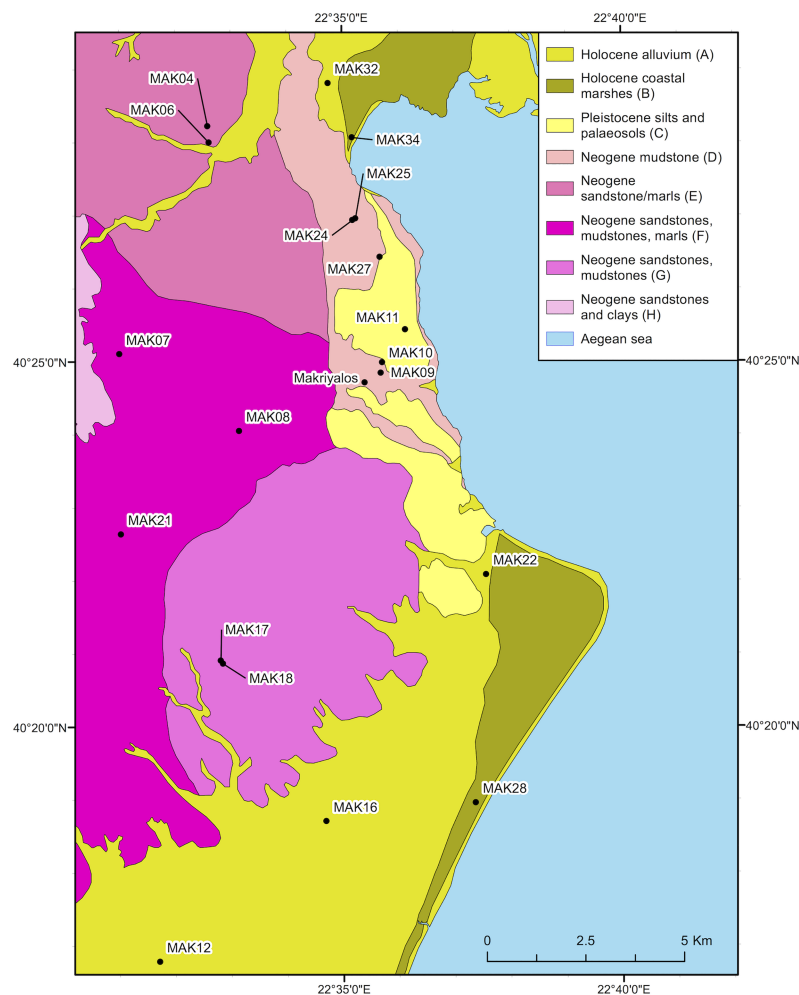 22°35'0"E
22°40'0"E
MAK32
MAK04
MAK06
MAK34
MAK25
MAK24
MAK27
MAK11
MAK07
MAK10
MAK09
Makriyalos
MAK08
MAK21
MAK22
MAK17
MAK18
MAK28
MAK16
MAK12
40°25'0"N
40°25'0"N
40°20'0"N
40°20'0"N
Holocene alluvium (A)
Holocene coastal
marshes (B)
Pleistocene silts and
palaeosols (C)
Neogene mudstone (D)
Neogene
sandstone/marls (E)
Neogene sandstones,
mudstones, marls (F)
Neogene sandstones,
mudstones (G)
Neogene sandstones
and clays (H)
Aegean sea
0
2.5
5 Km
22°35'0"E
22°40'0"E